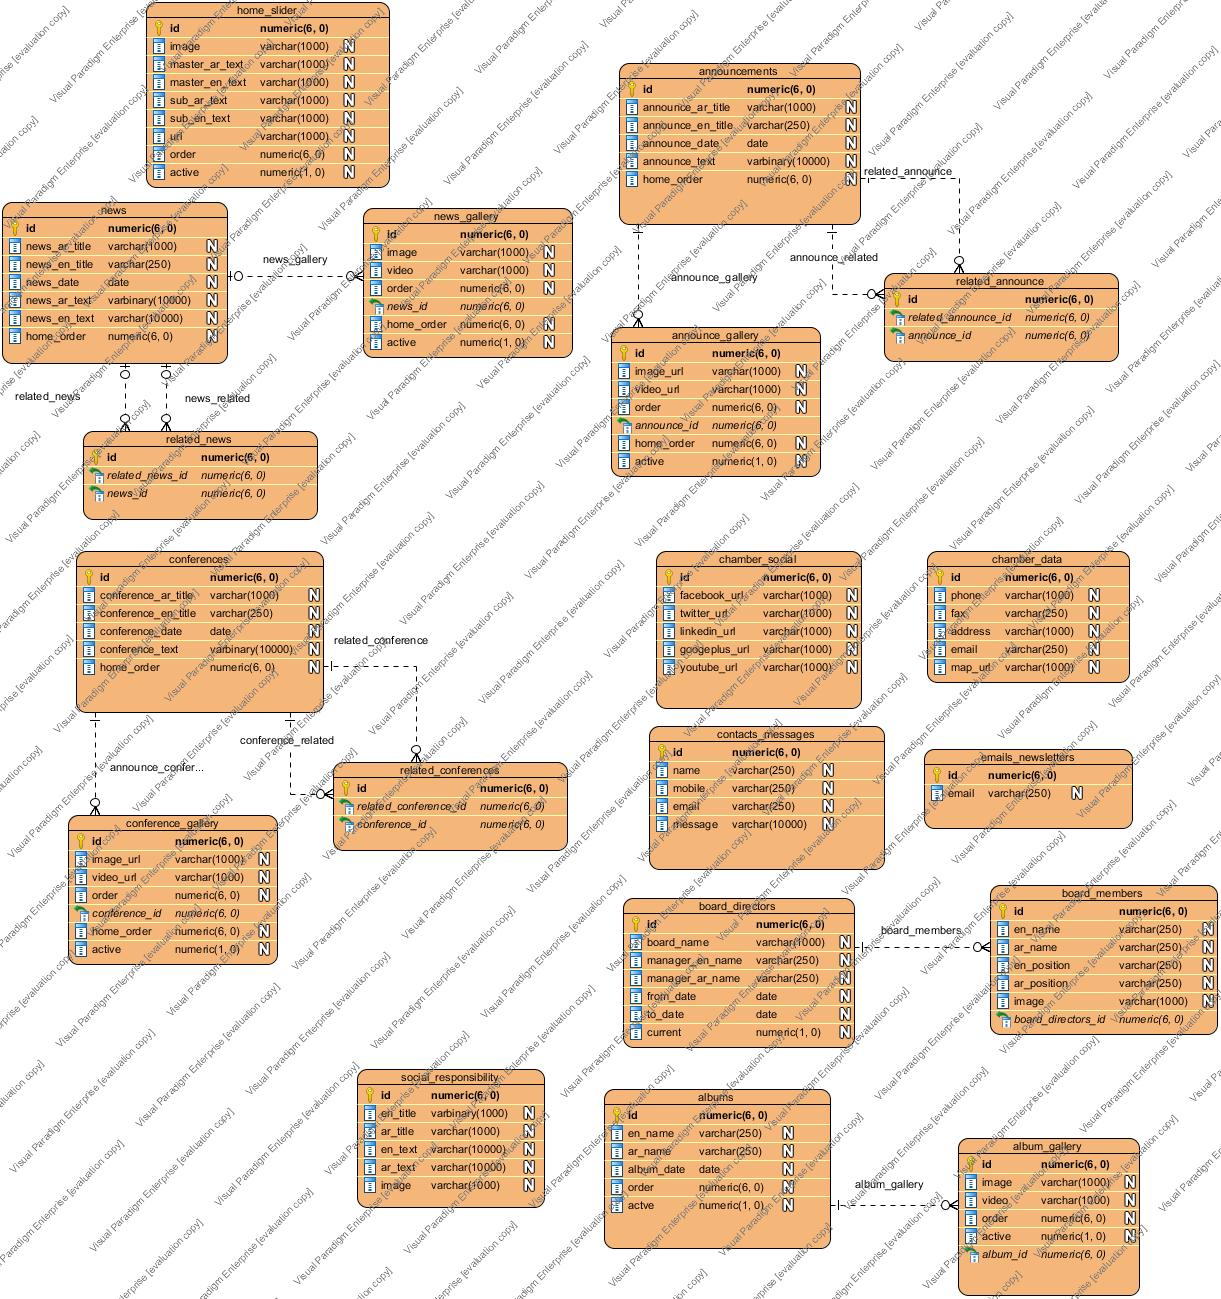 home_slider
id numeric(6, 0)
image varchar(1000) N
master_ar_text varchar(1000) N
master_en_text varchar(1000) N
sub_ar_text varchar(1000) N
sub_en_text varchar(1000) N
url varchar(1000) N
order numeric(6, 0) N
active numeric(1, 0) N
announcements
id numeric(6, 0)
announce_ar_title varchar(1000) N
announce_en_title varchar(250) N
announce_date date N
announce_text varbinary(10000) N
home_order numeric(6, 0) N
related_announce
news
id numeric(6, 0)
news_ar_title varchar(1000) N
news_en_title varchar(250) N
news_date date N
news_ar_text varbinary(10000) N
news_en_text varchar(10000) N
home_order numeric(6, 0) N
news_gallery
news_gallery
id numeric(6, 0)
image varchar(1000) N
video varchar(1000) N
order numeric(6, 0) N
news_id numeric(6, 0)
home_order numeric(6, 0) N
active numeric(1, 0) N
announce_gallery
announce_related
related_announce
id numeric(6, 0)
related_announce_id numeric(6, 0)
announce_id numeric(6, 0)
announce_gallery
id numeric(6, 0)
image_url varchar(1000) N
video_url varchar(1000) N
order numeric(6, 0) N
announce_id numeric(6, 0)
home_order numeric(6, 0) N
active numeric(1, 0) N
related_news
news_related
related_news
id numeric(6, 0)
related_news_id numeric(6, 0)
news_id numeric(6, 0)
conferences
id numeric(6, 0)
conference_ar_title varchar(1000) N
conference_en_title varchar(250) N
conference_date date N
conference_text varbinary(10000) N
home_order numeric(6, 0) N
related_conference
chamber_social
id numeric(6, 0)
facebook_url varchar(1000) N
twitter_url varchar(1000) N
linkedin_url varchar(1000) N
googeplus_url varchar(1000) N
youtube_url varchar(1000) N
chamber_data
id numeric(6, 0)
phone varchar(1000) N
fax varchar(250) N
address varchar(1000) N
email varchar(250) N
map_url varchar(1000) N
conference_related
announce_confer...
related_conferences
id numeric(6, 0)
related_conference_id numeric(6, 0)
conference_id numeric(6, 0)
contacts_messages
id numeric(6, 0)
name varchar(250) N
mobile varchar(250) N
email varchar(250) N
message varchar(10000) N
emails_newsletters
id numeric(6, 0)
email varchar(250) N
conference_gallery
id numeric(6, 0)
image_url varchar(1000) N
video_url varchar(1000) N
order numeric(6, 0) N
conference_id numeric(6, 0)
home_order numeric(6, 0) N
active numeric(1, 0) N
board_directors
id numeric(6, 0)
board_name varchar(1000) N
manager_en_name varchar(250) N
manager_ar_name varchar(250) N
from_date date N
to_date date N
current numeric(1, 0) N
board_members
board_members
id numeric(6, 0)
en_name varchar(250) N
ar_name varchar(250) N
en_position varchar(250) N
ar_position varchar(250) N
image varchar(1000) N
board_directors_id numeric(6, 0)
social_responsibility
id numeric(6, 0)
en_title varbinary(1000) N
ar_title varchar(1000) N
en_text varchar(10000) N
ar_text varchar(10000) N
image varchar(1000) N
albums
id numeric(6, 0)
en_name varchar(250) N
ar_name varchar(250) N
album_date date N
order numeric(6, 0) N
actve numeric(1, 0) N
album_gallery
album_gallery
id numeric(6, 0)
image varchar(1000) N
video varchar(1000) N
order numeric(6, 0) N
active numeric(1, 0) N
album_id numeric(6, 0)
Visual Paradigm Enterprise [evaluation copy]